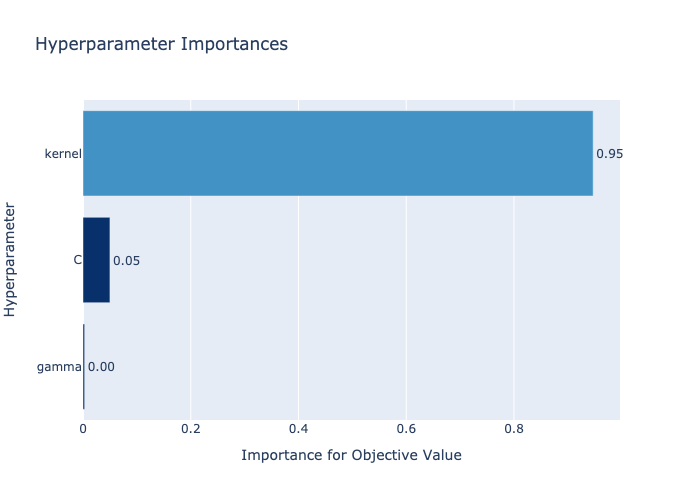 Hyperparameter Importances
kernel
0.95
C
0.05
gamma
0.00
0
0.2
0.4
0.6
0.8
Importance for Objective Value
Hyperparameter